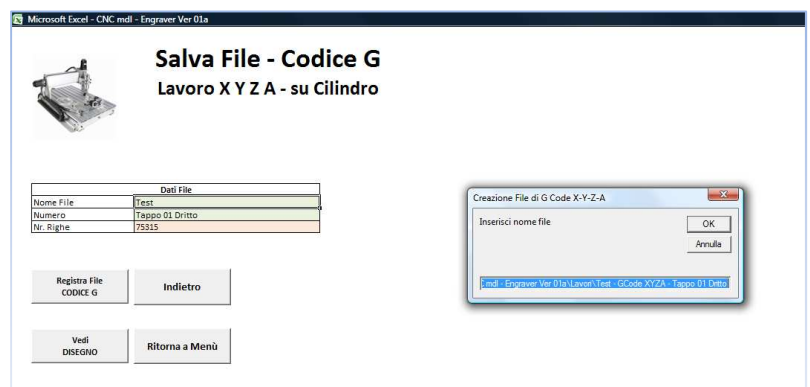 Microsoft Excel - CNC mdl - Engraver Ver 01a
Salva File - Codice G
Lavoro X Y Z A - su Cilindro
Dati File
Nome File Test
Numero Tappo 01 Dritto
Nr. Righe 75315
Creazione File di G Code X-Y-Z-A
Inserisci nome file
OK
Annulla
mdl - Engraver Ver 01a\Lavori\Test - GCode XYZA - Tappo 01 Dritto
Registra File
CODICE G
Indietro
Vedi
DISEGNO
Ritorna a Menù